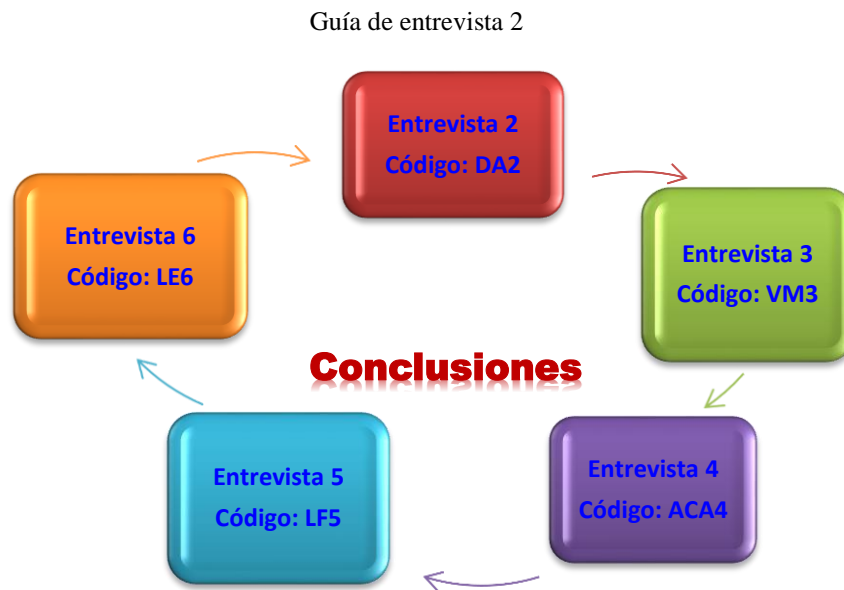 Guía de entrevista 2
Entrevista 2
Código: DA2
Entrevista 3
Código: VM3
Entrevista 4
Código: ACA4
Entrevista 5
Código: LF5
Entrevista 6
Código: LE6
Conclusiones